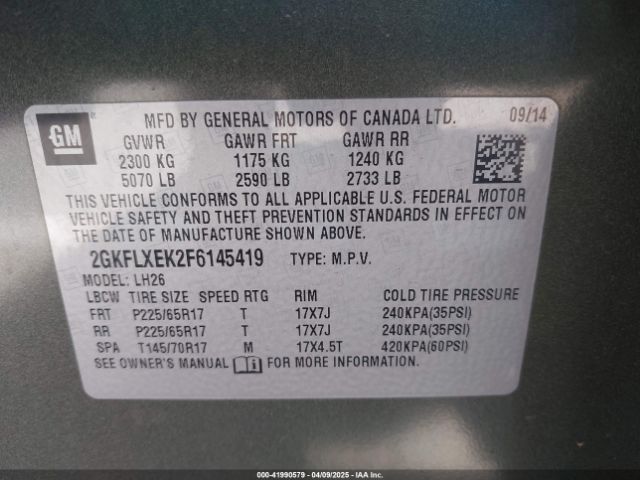 GM
MFD BY GENERAL MOTORS OF CANADA LTD. 09/14
GVWR GAWR FRT GAWR RR
2300 KG 1175 KG 1240 KG
5070 LB 2590 LB 2733 LB
THIS VEHICLE CONFORMS TO ALL APPLICABLE U.S. FEDERAL MOTOR
VEHICLE SAFETY AND THEFT PREVENTION STANDARDS IN EFFECT ON
THE DATE OF MANUFACTURE SHOWN ABOVE.
2GKFLXEK2F6145419 TYPE: M.P.V.
MODEL: LH26
LBCW TIRE SIZE SPEED RTG RIM COLD TIRE PRESSURE
FRT P225/65R17 T 17X7J 240KPA(35PSI)
RR P225/65R17 T 17X7J 240KPA(35PSI)
SPA T145/70R17 M 17X4.5T 420KPA(60PSI)
SEE OWNER'S MANUAL FOR MORE INFORMATION.
000-41990579 - 04/09/2025 - IAA Inc.